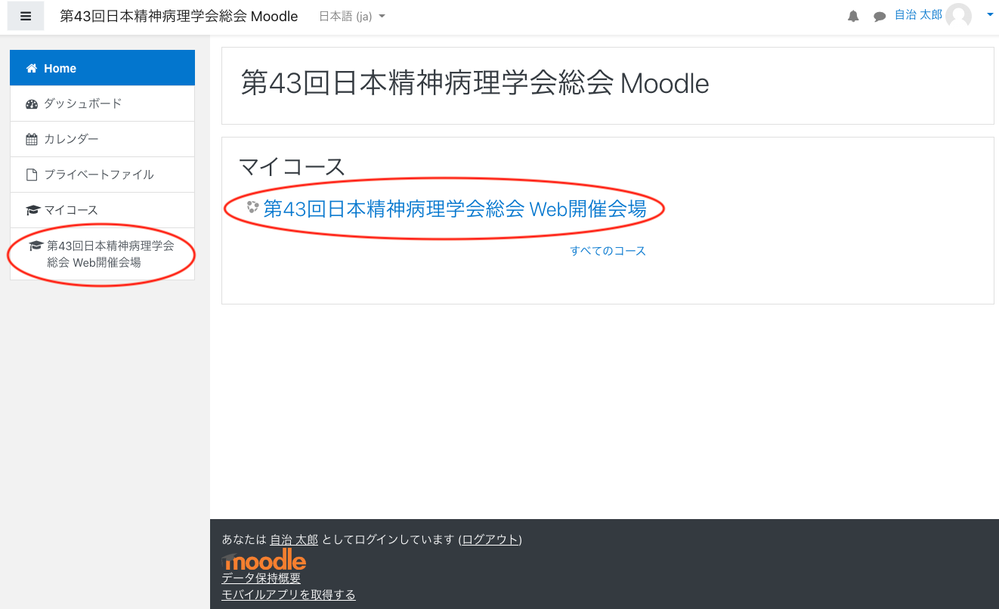 第43回日本精神病理学会総会 Moodle 日本語 (ja) 自治 太郎
Home
ダッシュボード
カレンダー
プライベートファイル
マイコース
第43回日本精神病理学会
総会 Web開催会場
第43回日本精神病理学会総会 Moodle
マイコース
第43回日本精神病理学会総会 Web開催会場
すべてのコース
あなたは 自治 太郎 としてログインしています (ログアウト)
moodle
データ保持概要
モバイルアプリを取得する